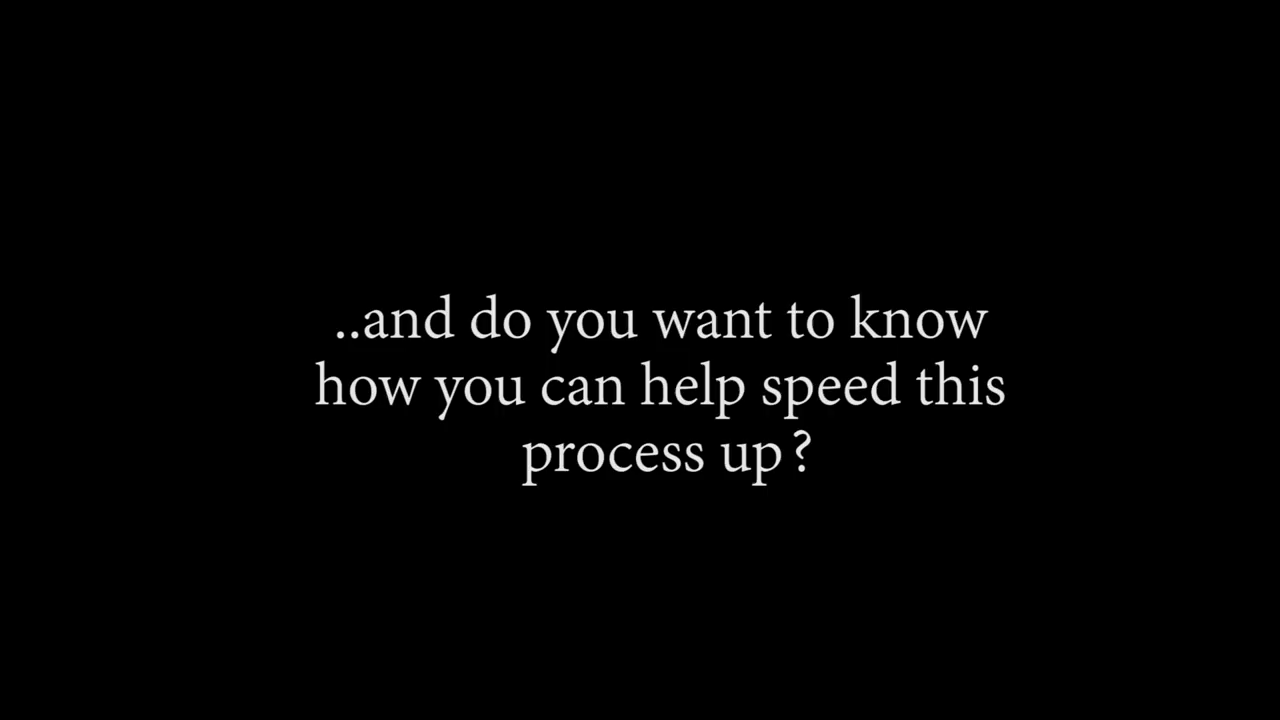 ..and do you want to know
how you can help speed this
process up?